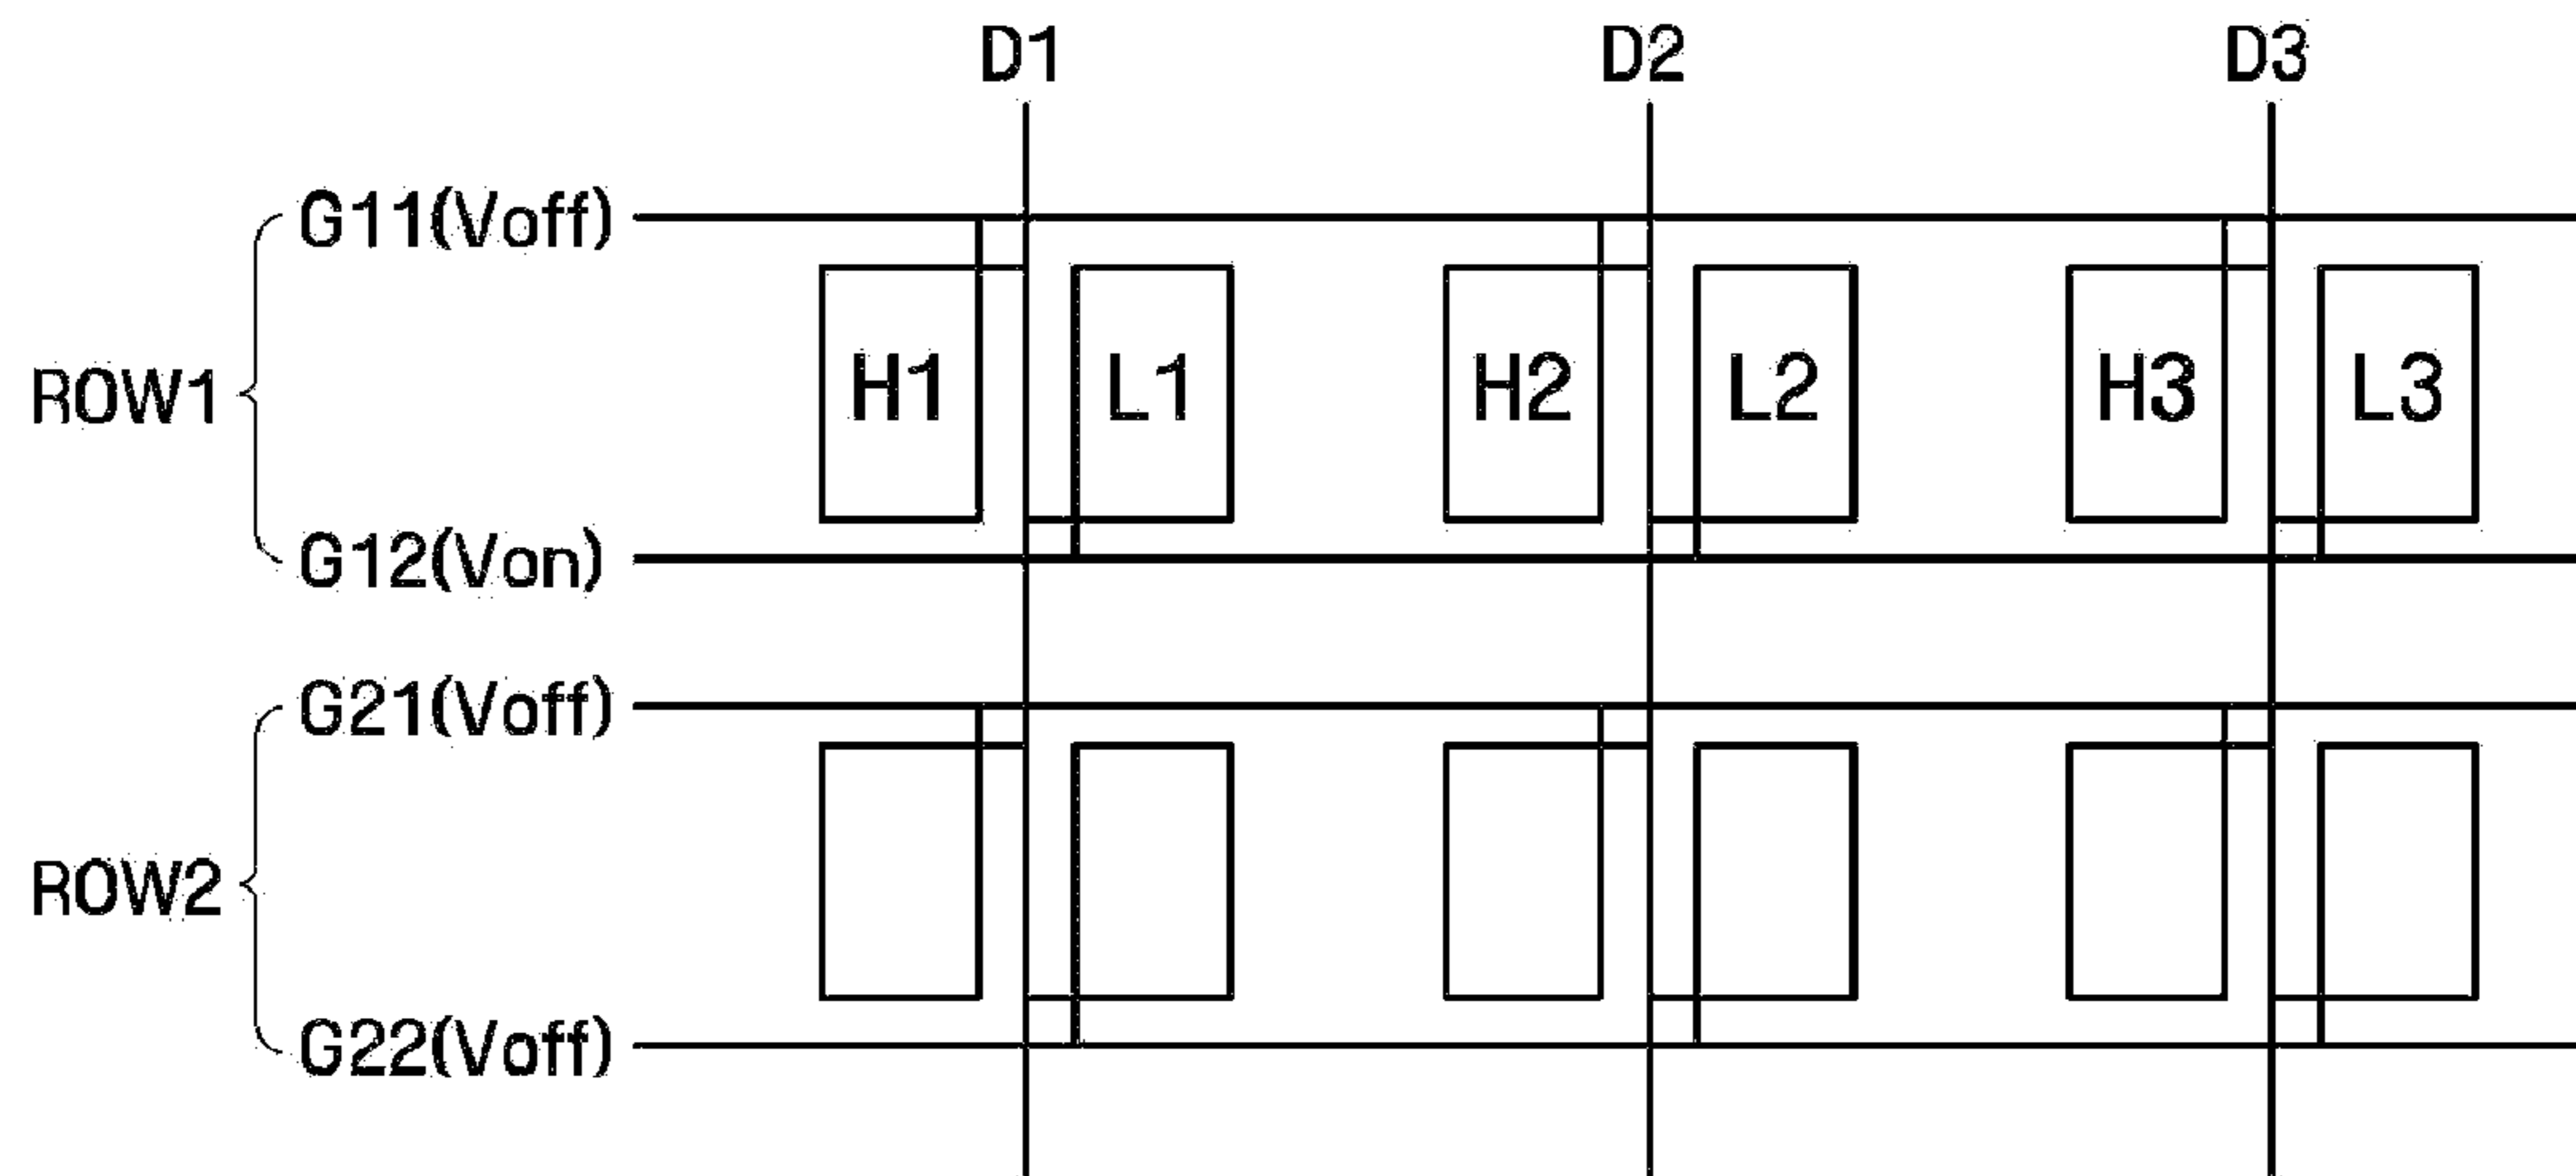 D1 D2 D3
G11(Voff)
ROW1 H1 L1 H2 L2 H3 L3
G12(Von)
G21(Voff)
ROW2
G22(Voff)